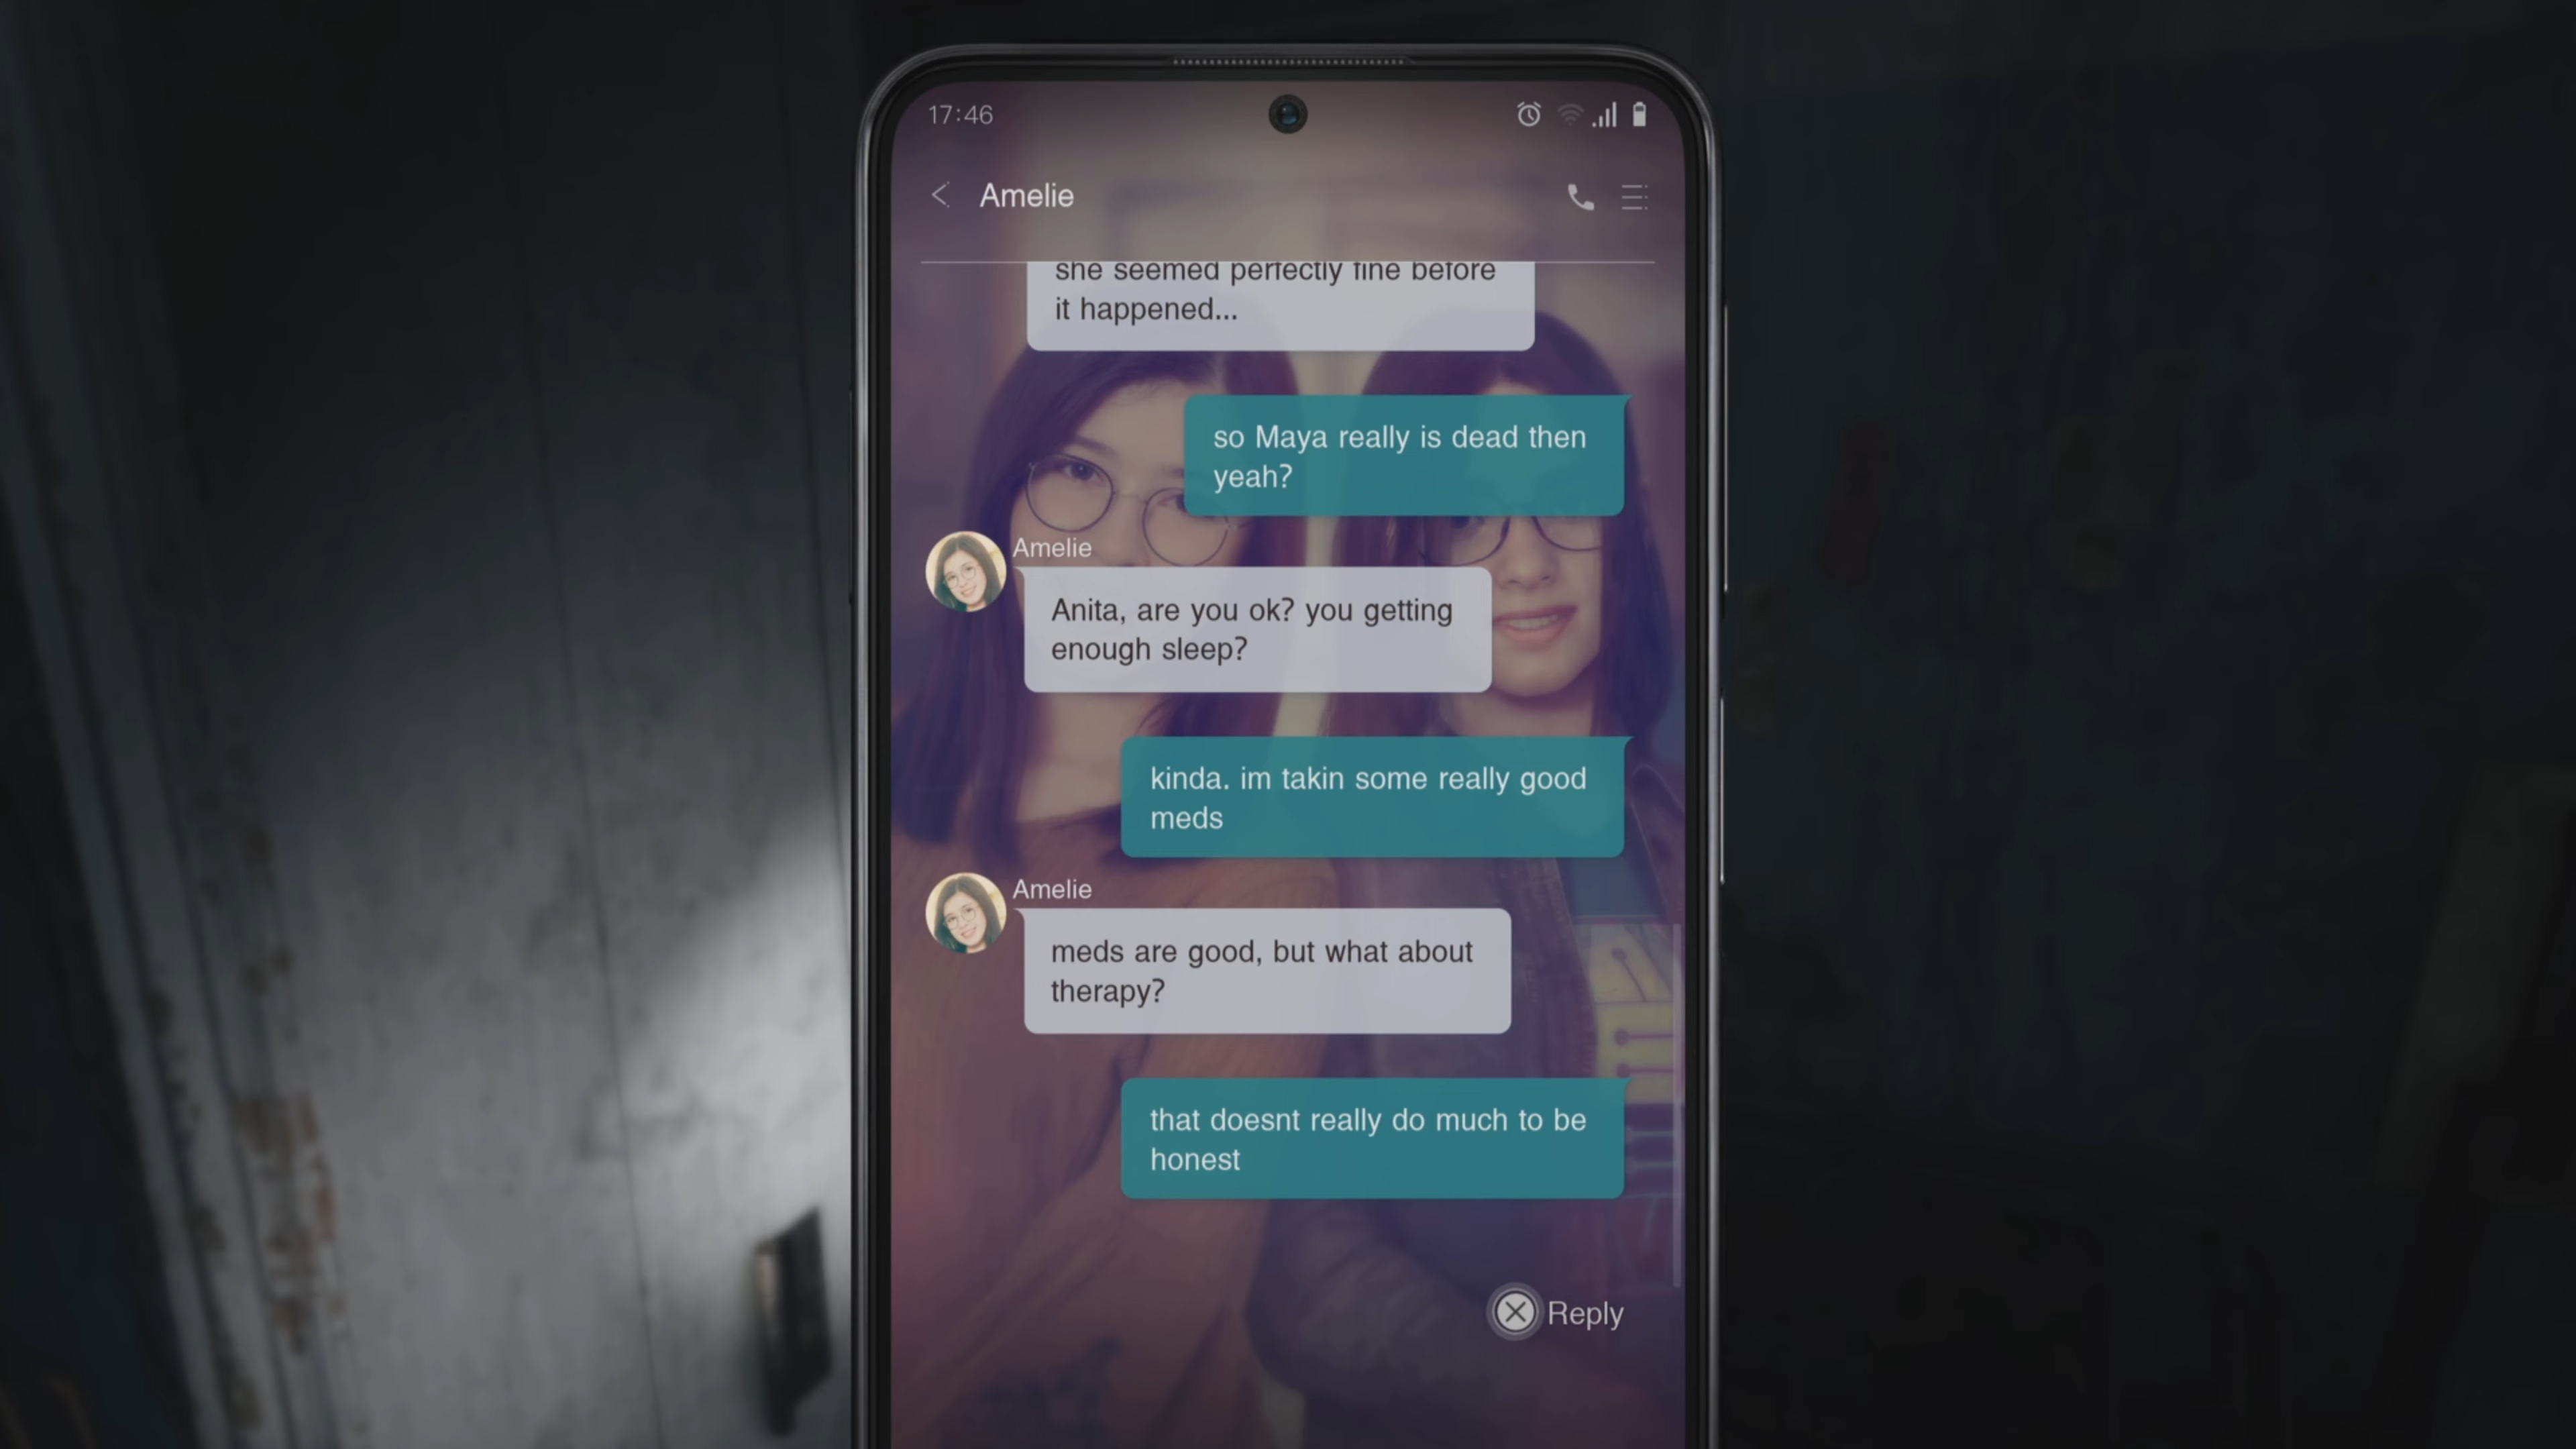 17:46
Amelie
she seemed perfectly fine before
it happened...
so Maya really is dead then
yeah?
Amelie
Anita, are you ok? you getting
enough sleep?
kinda. im takin some really good
meds
Amelie
meds are good, but what about
therapy?
that doesnt really do much to be
honest
Reply